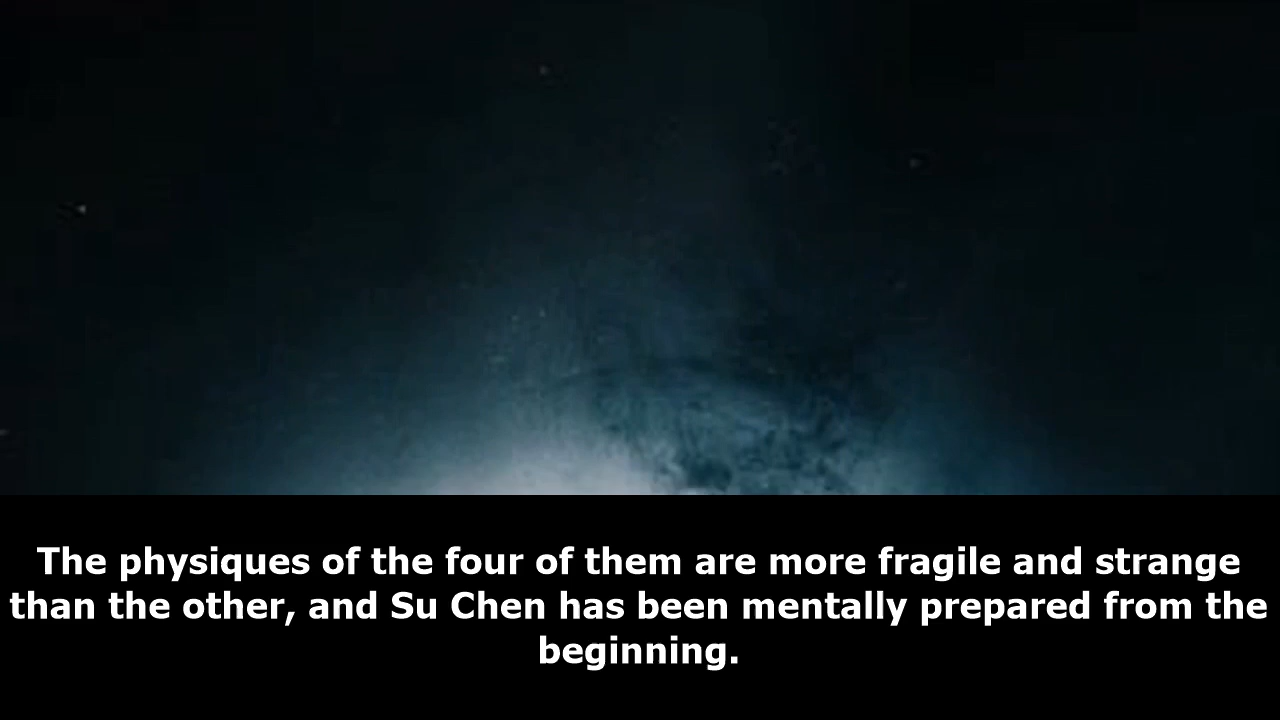 The physiques of the four of them are more fragile and strange
than the other, and Su Chen has been mentally prepared from the
beginning.